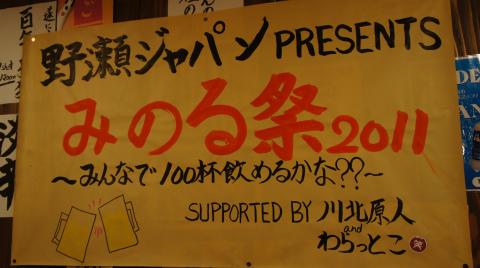 野瀬ジャパン PRESENTS
みのる祭2011
～みんなで100杯飲めるかな??～
SUPPORTED BY 川北原人
and
わらっとこ 笑